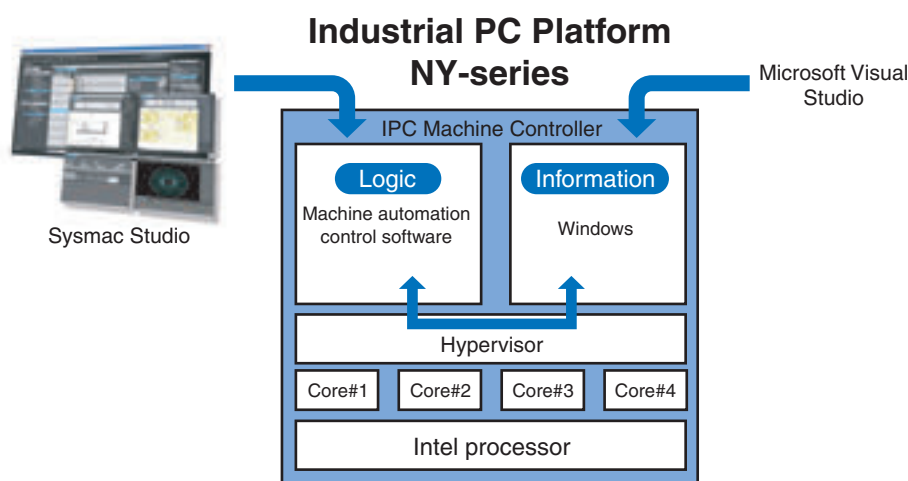 Industrial PC Platform
NY-series
Microsoft Visual
Studio
IPC Machine Controller
Logic
Information
Machine automation
control software
Windows
Sysmac Studio
Hypervisor
Core#1
Core#2
Core#3
Core#4
Intel processor